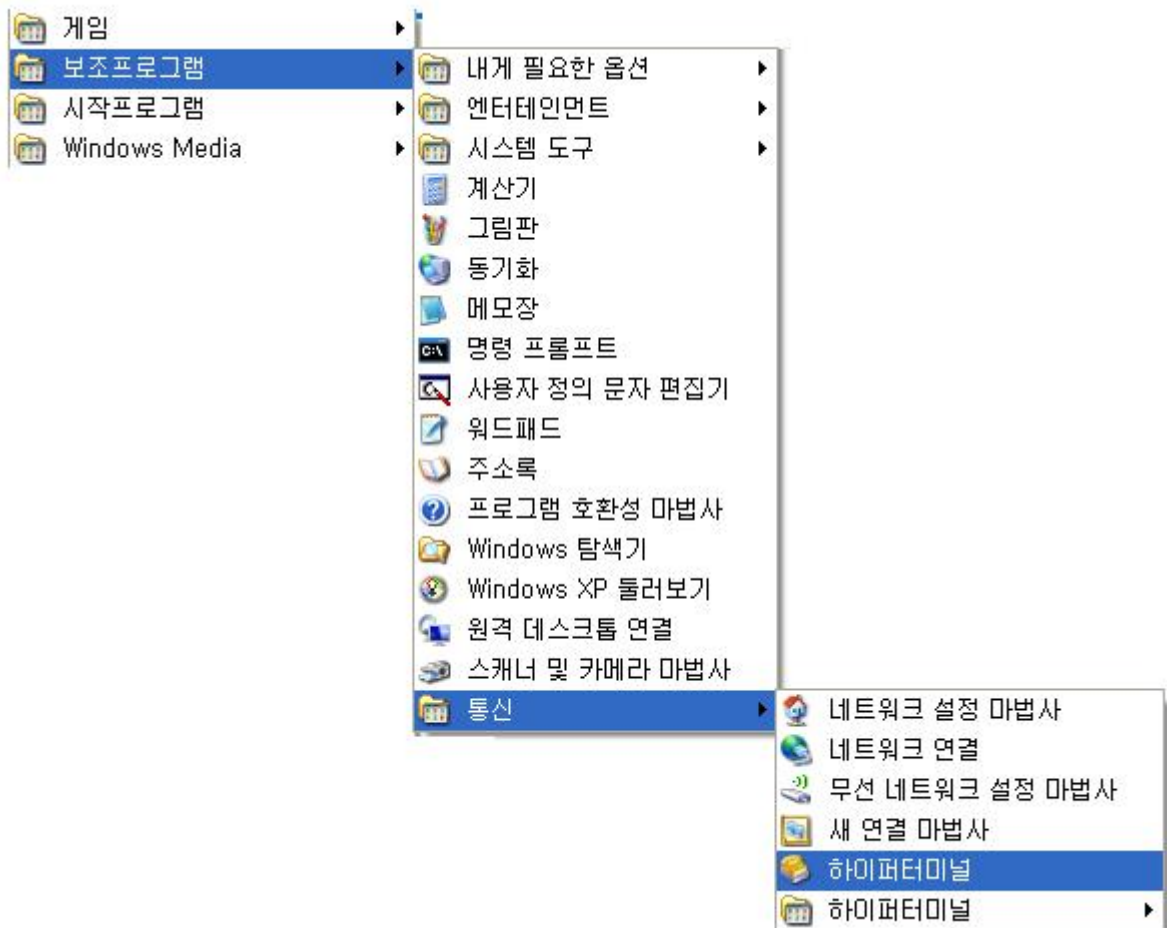 게임
보조프로그램
시작프로그램
Windows Media
내게 필요한 옵션
엔터테인먼트
시스템 도구
계산기
그림판
동기화
메모장
명령 프롬프트
사용자 정의 문자 편집기
워드패드
주소록
프로그램 호환성 마법사
Windows 탐색기
Windows XP 둘러보기
원격 데스크톱 연결
스캐너 및 카메라 마법사
통신
네트워크 설정 마법사
네트워크 연결
무선 네트워크 설정 마법사
새 연결 마법사
하이퍼터미널
하이퍼터미널